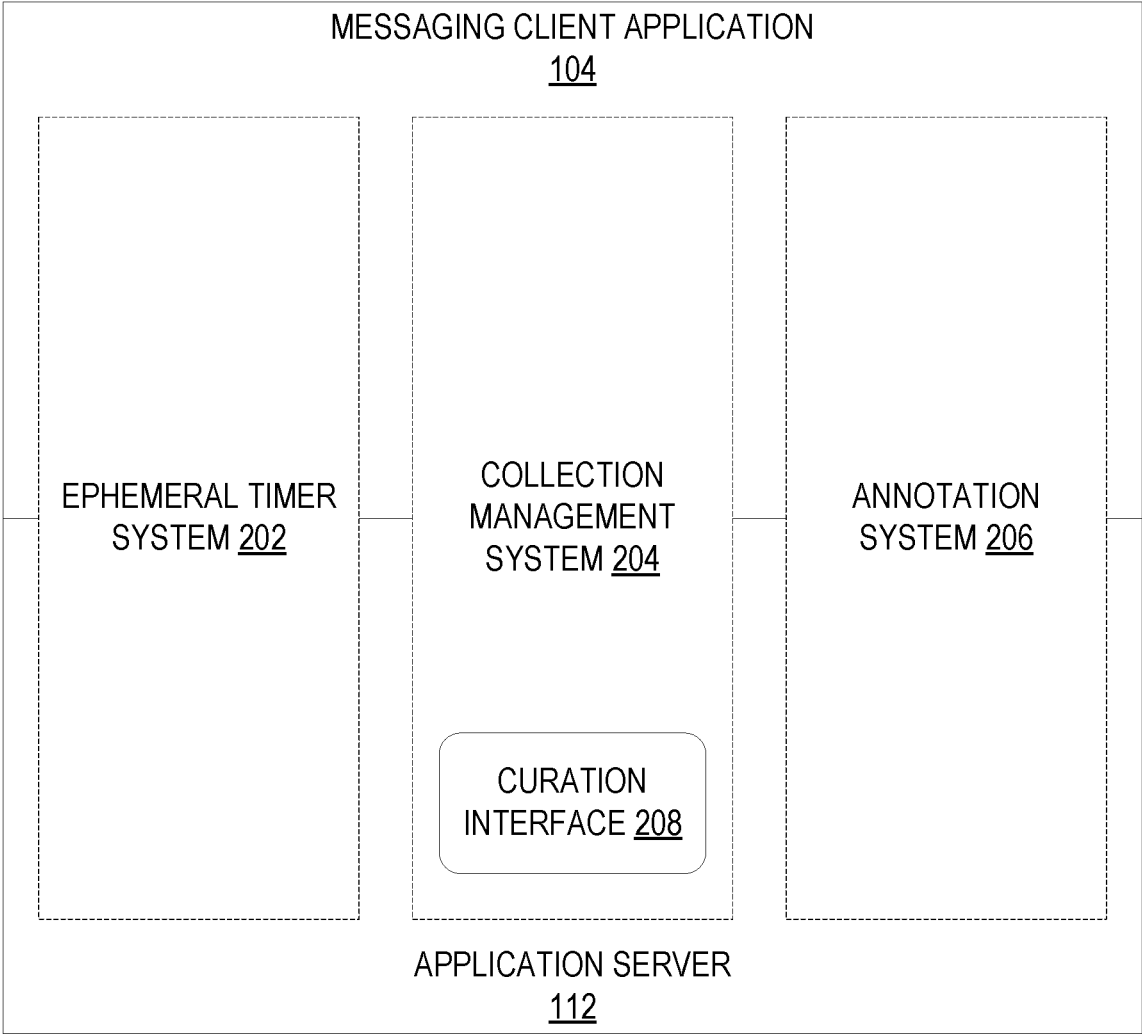 MESSAGING CLIENT APPLICATION
104
EPHEMERAL TIMER
SYSTEM 202
COLLECTION
MANAGEMENT
SYSTEM 204
ANNOTATION
SYSTEM 206
CURATION
INTERFACE 208
APPLICATION SERVER
112